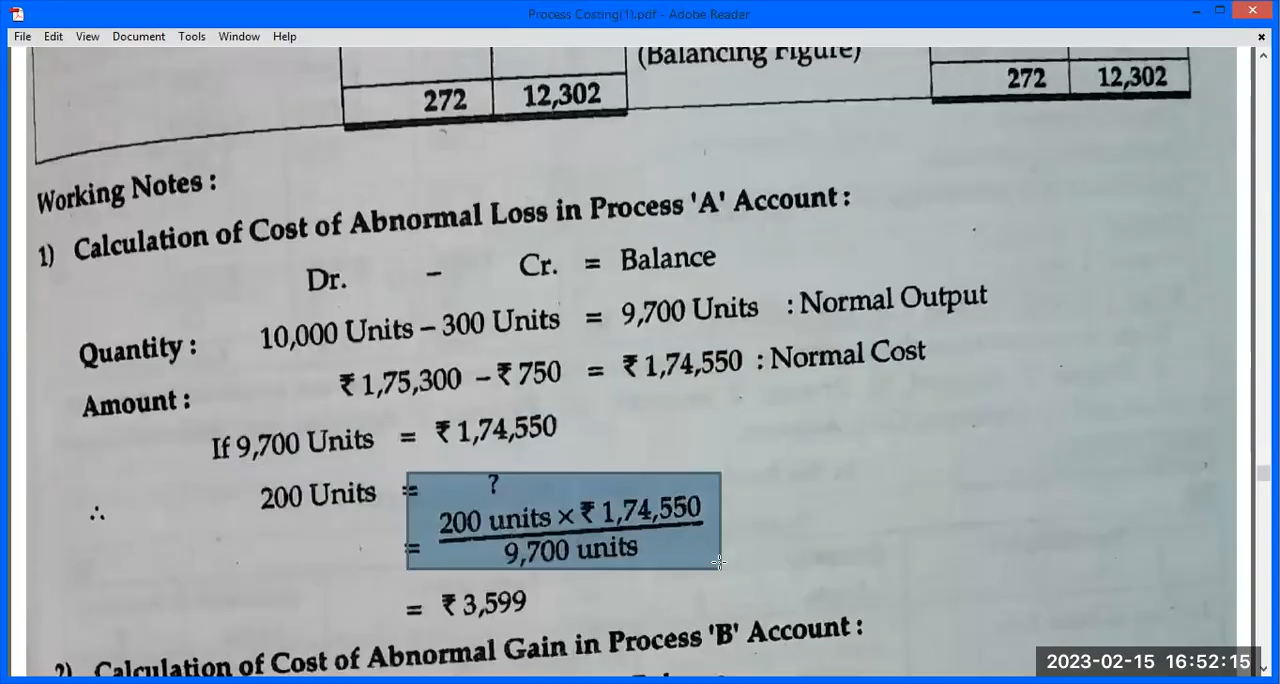 Process Costing(1).pdf - Adobe Reader
File Edit View Document Tools Window Help
(Balancing Figure)
272 12,302 272 12,302
Working Notes :
1) Calculation of Cost of Abnormal Loss in Process 'A' Account :
Dr. – Cr. = Balance
Quantity : 10,000 Units – 300 Units = 9,700 Units : Normal Output
Amount : ₹ 1,75,300 – ₹ 750 = ₹ 1,74,550 : Normal Cost
If 9,700 Units = ₹ 1,74,550
∴ 200 Units = ?
= 200 units × ₹ 1,74,550
9,700 units
= ₹ 3,599
2) Calculation of Cost of Abnormal Gain in Process 'B' Account :
2023-02-15 16:52:15